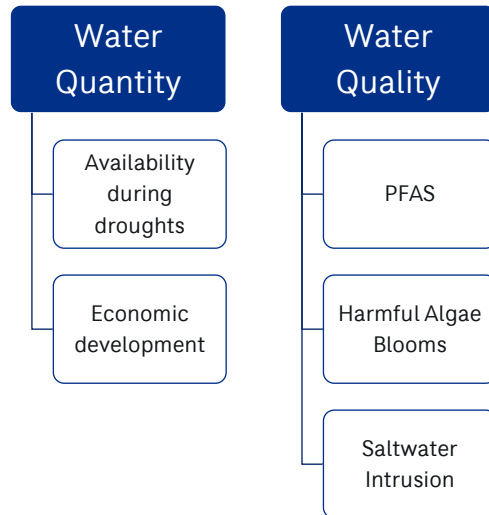 Water
Quantity
Availability
during
droughts
Economic
development
Water
Quality
PFAS
Harmful Algae
Blooms
Saltwater
Intrusion